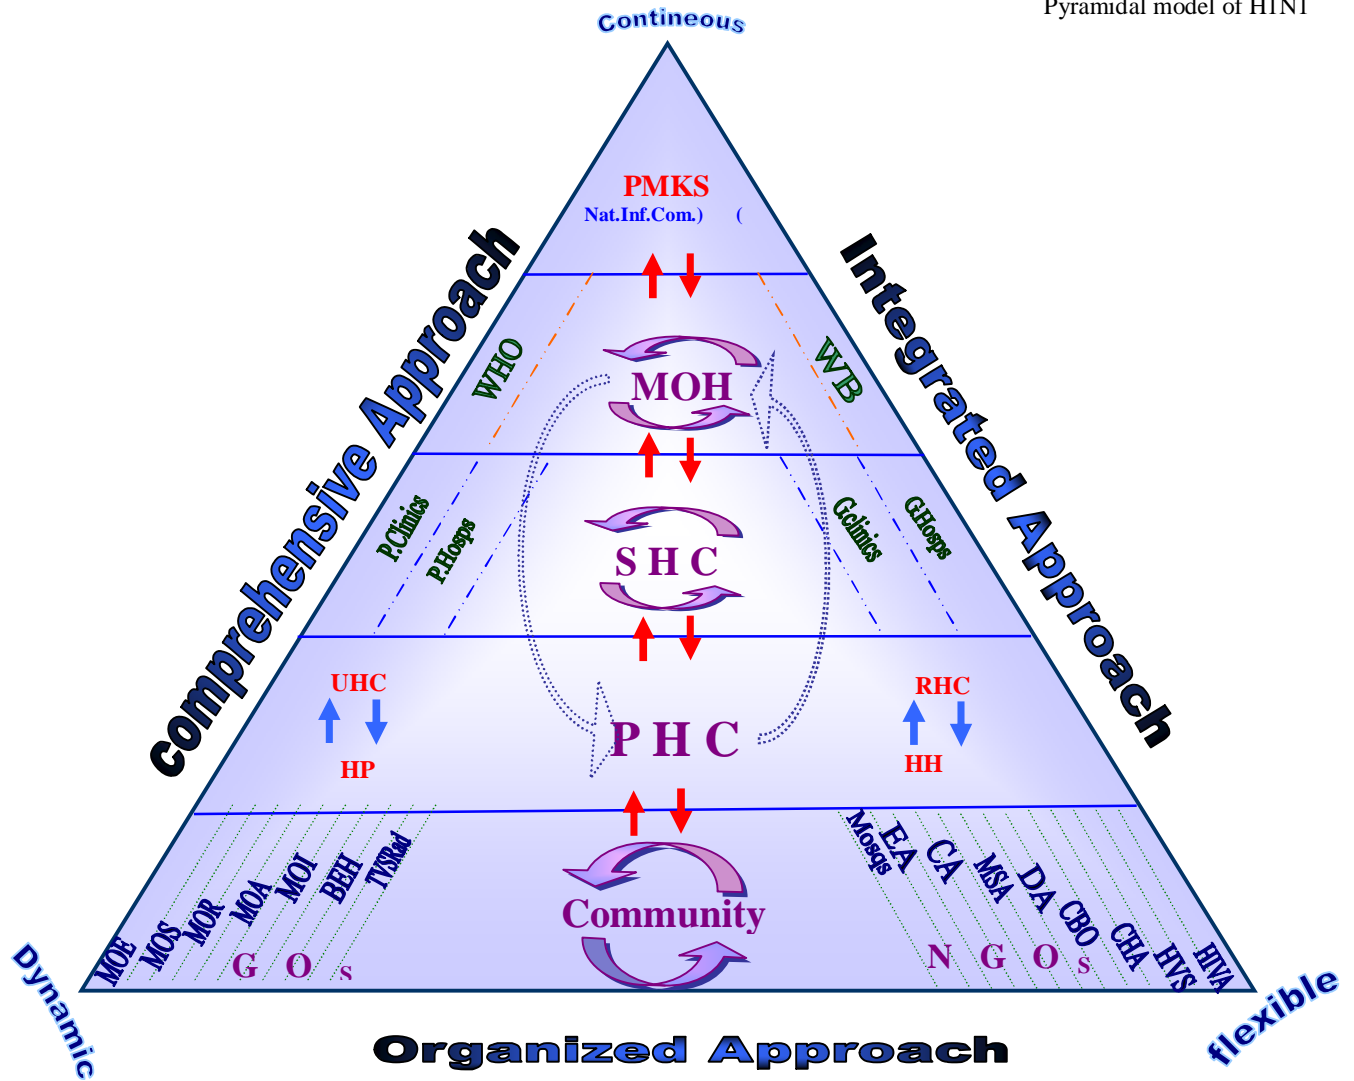 Pyramidal model of H1N1
Contineous
PMKS
Nat.Inf.Com.) (
comprehensive Approach
Integrated Approach
WHO
MOH
WB
P.Clinics
P.Hosps
S H C
G.clinics
G.Hosps
UHC
HP
P H C
RHC
HH
MOE
MOS
MOR
MOA
MOI
BEH
TVSRad
G O s
Community
Mosqs
EA
CA
MSA
DA
CBO
CHA
HVS
HIVA
N G O s
Dynamic
flexible
Organized Approach